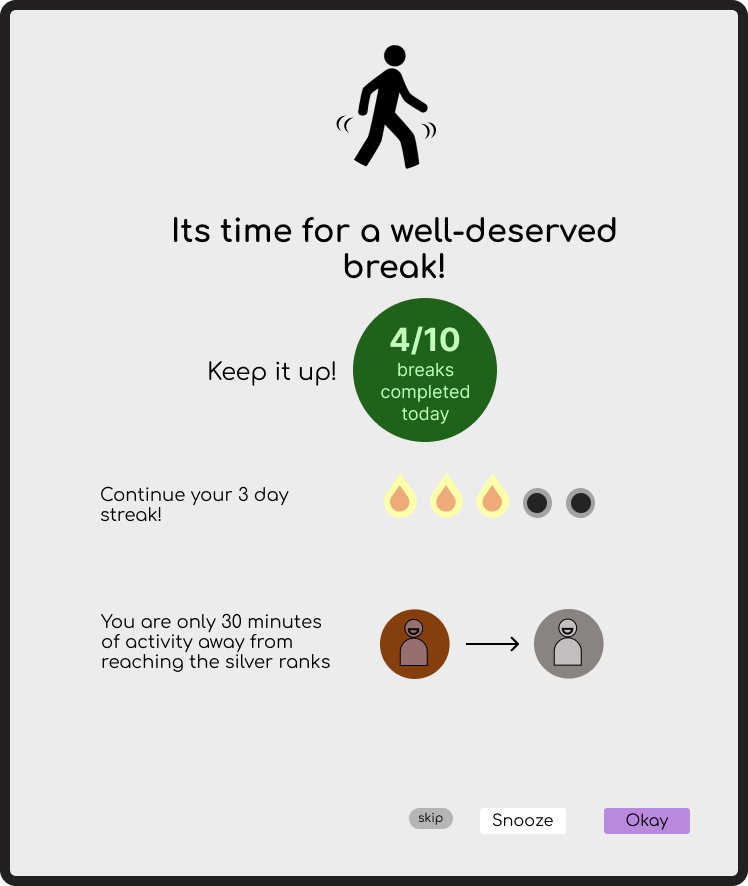 Its time for a well-deserved
break!
Keep it up!
4/10
breaks
completed
today
Continue your 3 day
streak!
You are only 30 minutes
of activity away from
reaching the silver ranks
skip
Snooze
Okay